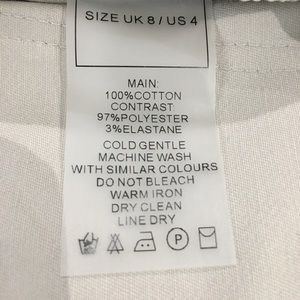 SIZE UK 8 / US 4
MAIN:
100%COTTON
CONTRAST:
97%POLYESTER
3%ELASTANE
COLD GENTLE
MACHINE WASH
WITH SIMILAR COLOURS
DO NOT BLEACH
WARM IRON
DRY CLEAN
LINE DRY
P